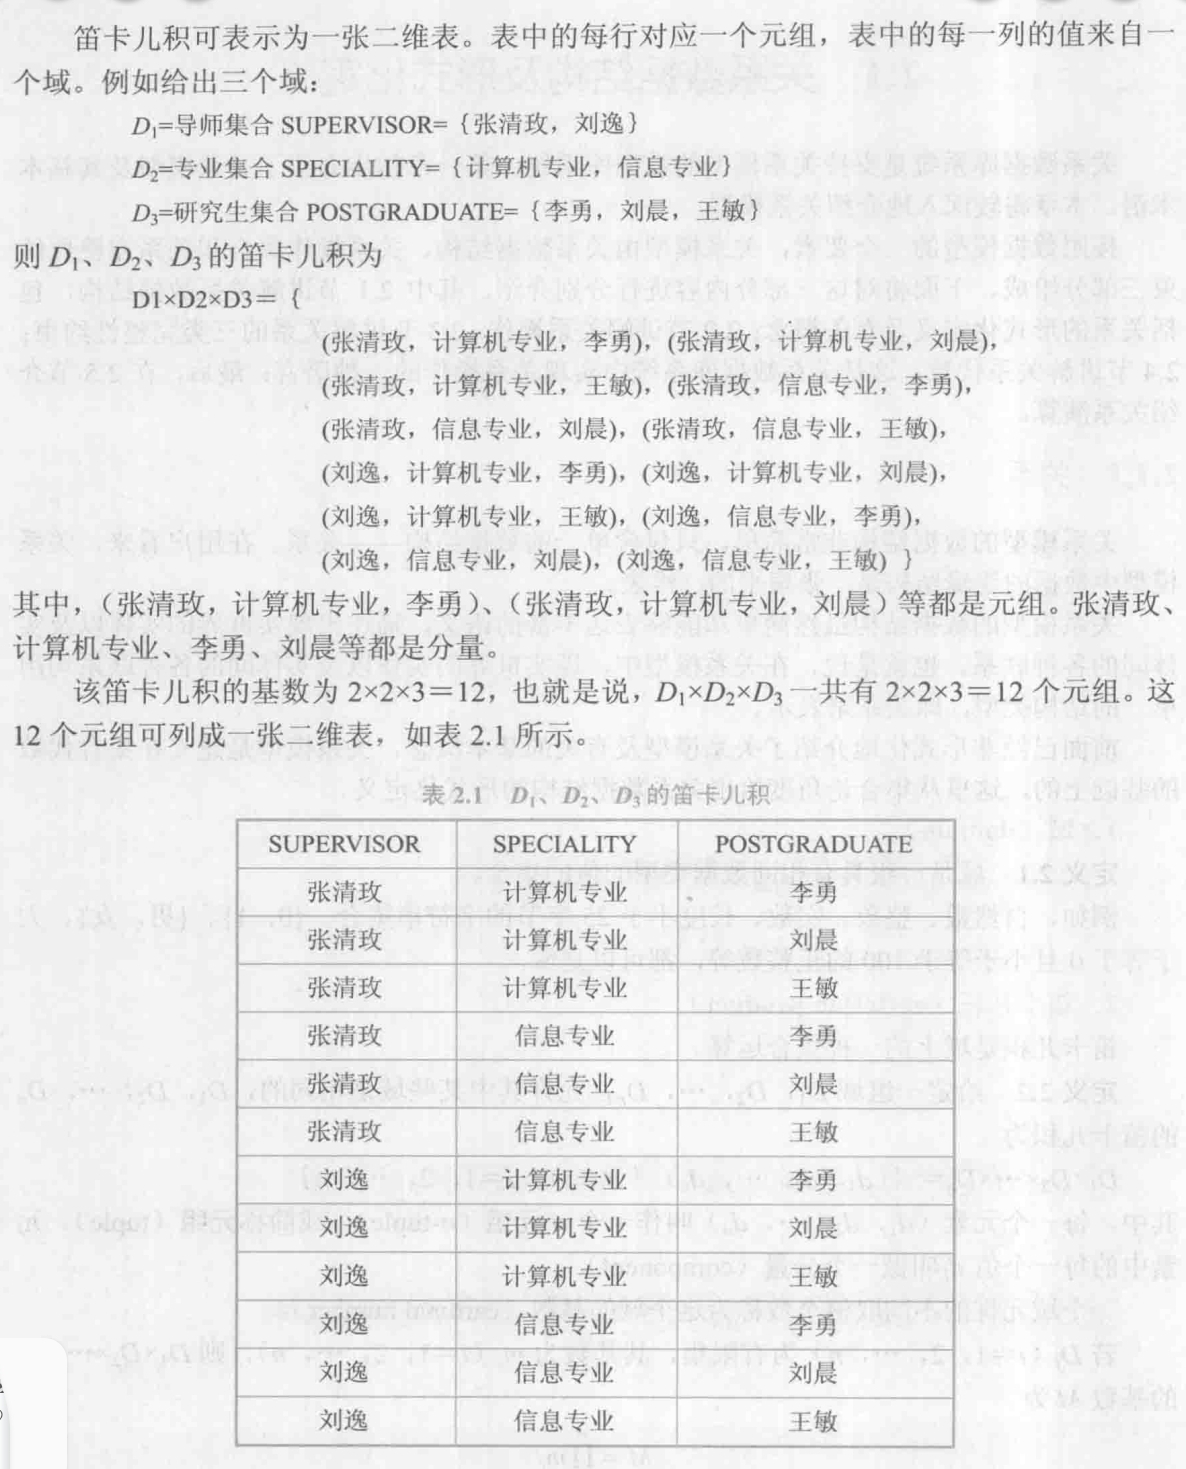 笛卡儿积可表示为一张二维表。表中的每行对应一个元组，表中的每一列的值来自一
个域。例如给出三个域：
D₁=导师集合 SUPERVISOR=｛张清玫，刘逸｝
D₂=专业集合 SPECIALITY=｛计算机专业，信息专业｝
D₃=研究生集合 POSTGRADUATE=｛李勇，刘晨，王敏｝
则 D₁、D₂、D₃ 的笛卡儿积为
D1×D2×D3=｛
(张清玫，计算机专业，李勇)，(张清玫，计算机专业，刘晨)，
(张清玫，计算机专业，王敏)，(张清玫，信息专业，李勇)，
(张清玫，信息专业，刘晨)，(张清玫，信息专业，王敏)，
(刘逸，计算机专业，李勇)，(刘逸，计算机专业，刘晨)，
(刘逸，计算机专业，王敏)，(刘逸，信息专业，李勇)，
(刘逸，信息专业，刘晨)，(刘逸，信息专业，王敏) ｝
其中，（张清玫，计算机专业，李勇）、（张清玫，计算机专业，刘晨）等都是元组。张清玫、
计算机专业、李勇、刘晨等都是分量。
该笛卡儿积的基数为 2×2×3=12，也就是说，D₁×D₂×D₃ 一共有 2×2×3=12 个元组。这
12 个元组可列成一张二维表，如表 2.1 所示。
表 2.1 D₁、D₂、D₃ 的笛卡儿积
SUPERVISOR SPECIALITY POSTGRADUATE
张清玫 计算机专业 李勇
张清玫 计算机专业 刘晨
张清玫 计算机专业 王敏
张清玫 信息专业 李勇
张清玫 信息专业 刘晨
张清玫 信息专业 王敏
刘逸 计算机专业 李勇
刘逸 计算机专业 刘晨
刘逸 计算机专业 王敏
刘逸 信息专业 李勇
刘逸 信息专业 刘晨
刘逸 信息专业 王敏